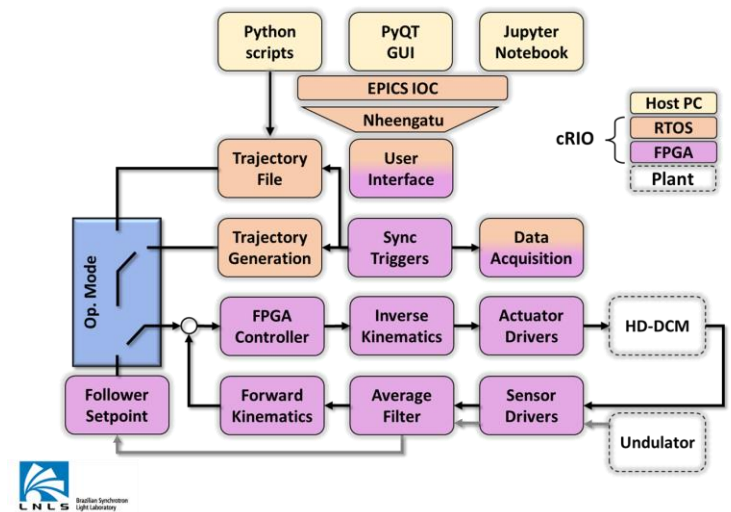 Python
scripts
PyQT
GUI
Jupyter
Notebook
EPICS IOC
Nheengatu
Host PC
RTOS
FPGA
Plant
cRIO
Trajectory
File
User
Interface
Trajectory
Generation
Sync
Triggers
Data
Acquisition
Op. Mode
FPGA
Controller
Inverse
Kinematics
Actuator
Drivers
HD-DCM
Follower
Setpoint
Forward
Kinematics
Average
Filter
Sensor
Drivers
Undulator
LNLS
Brazilian Synchrotron
Light Laboratory